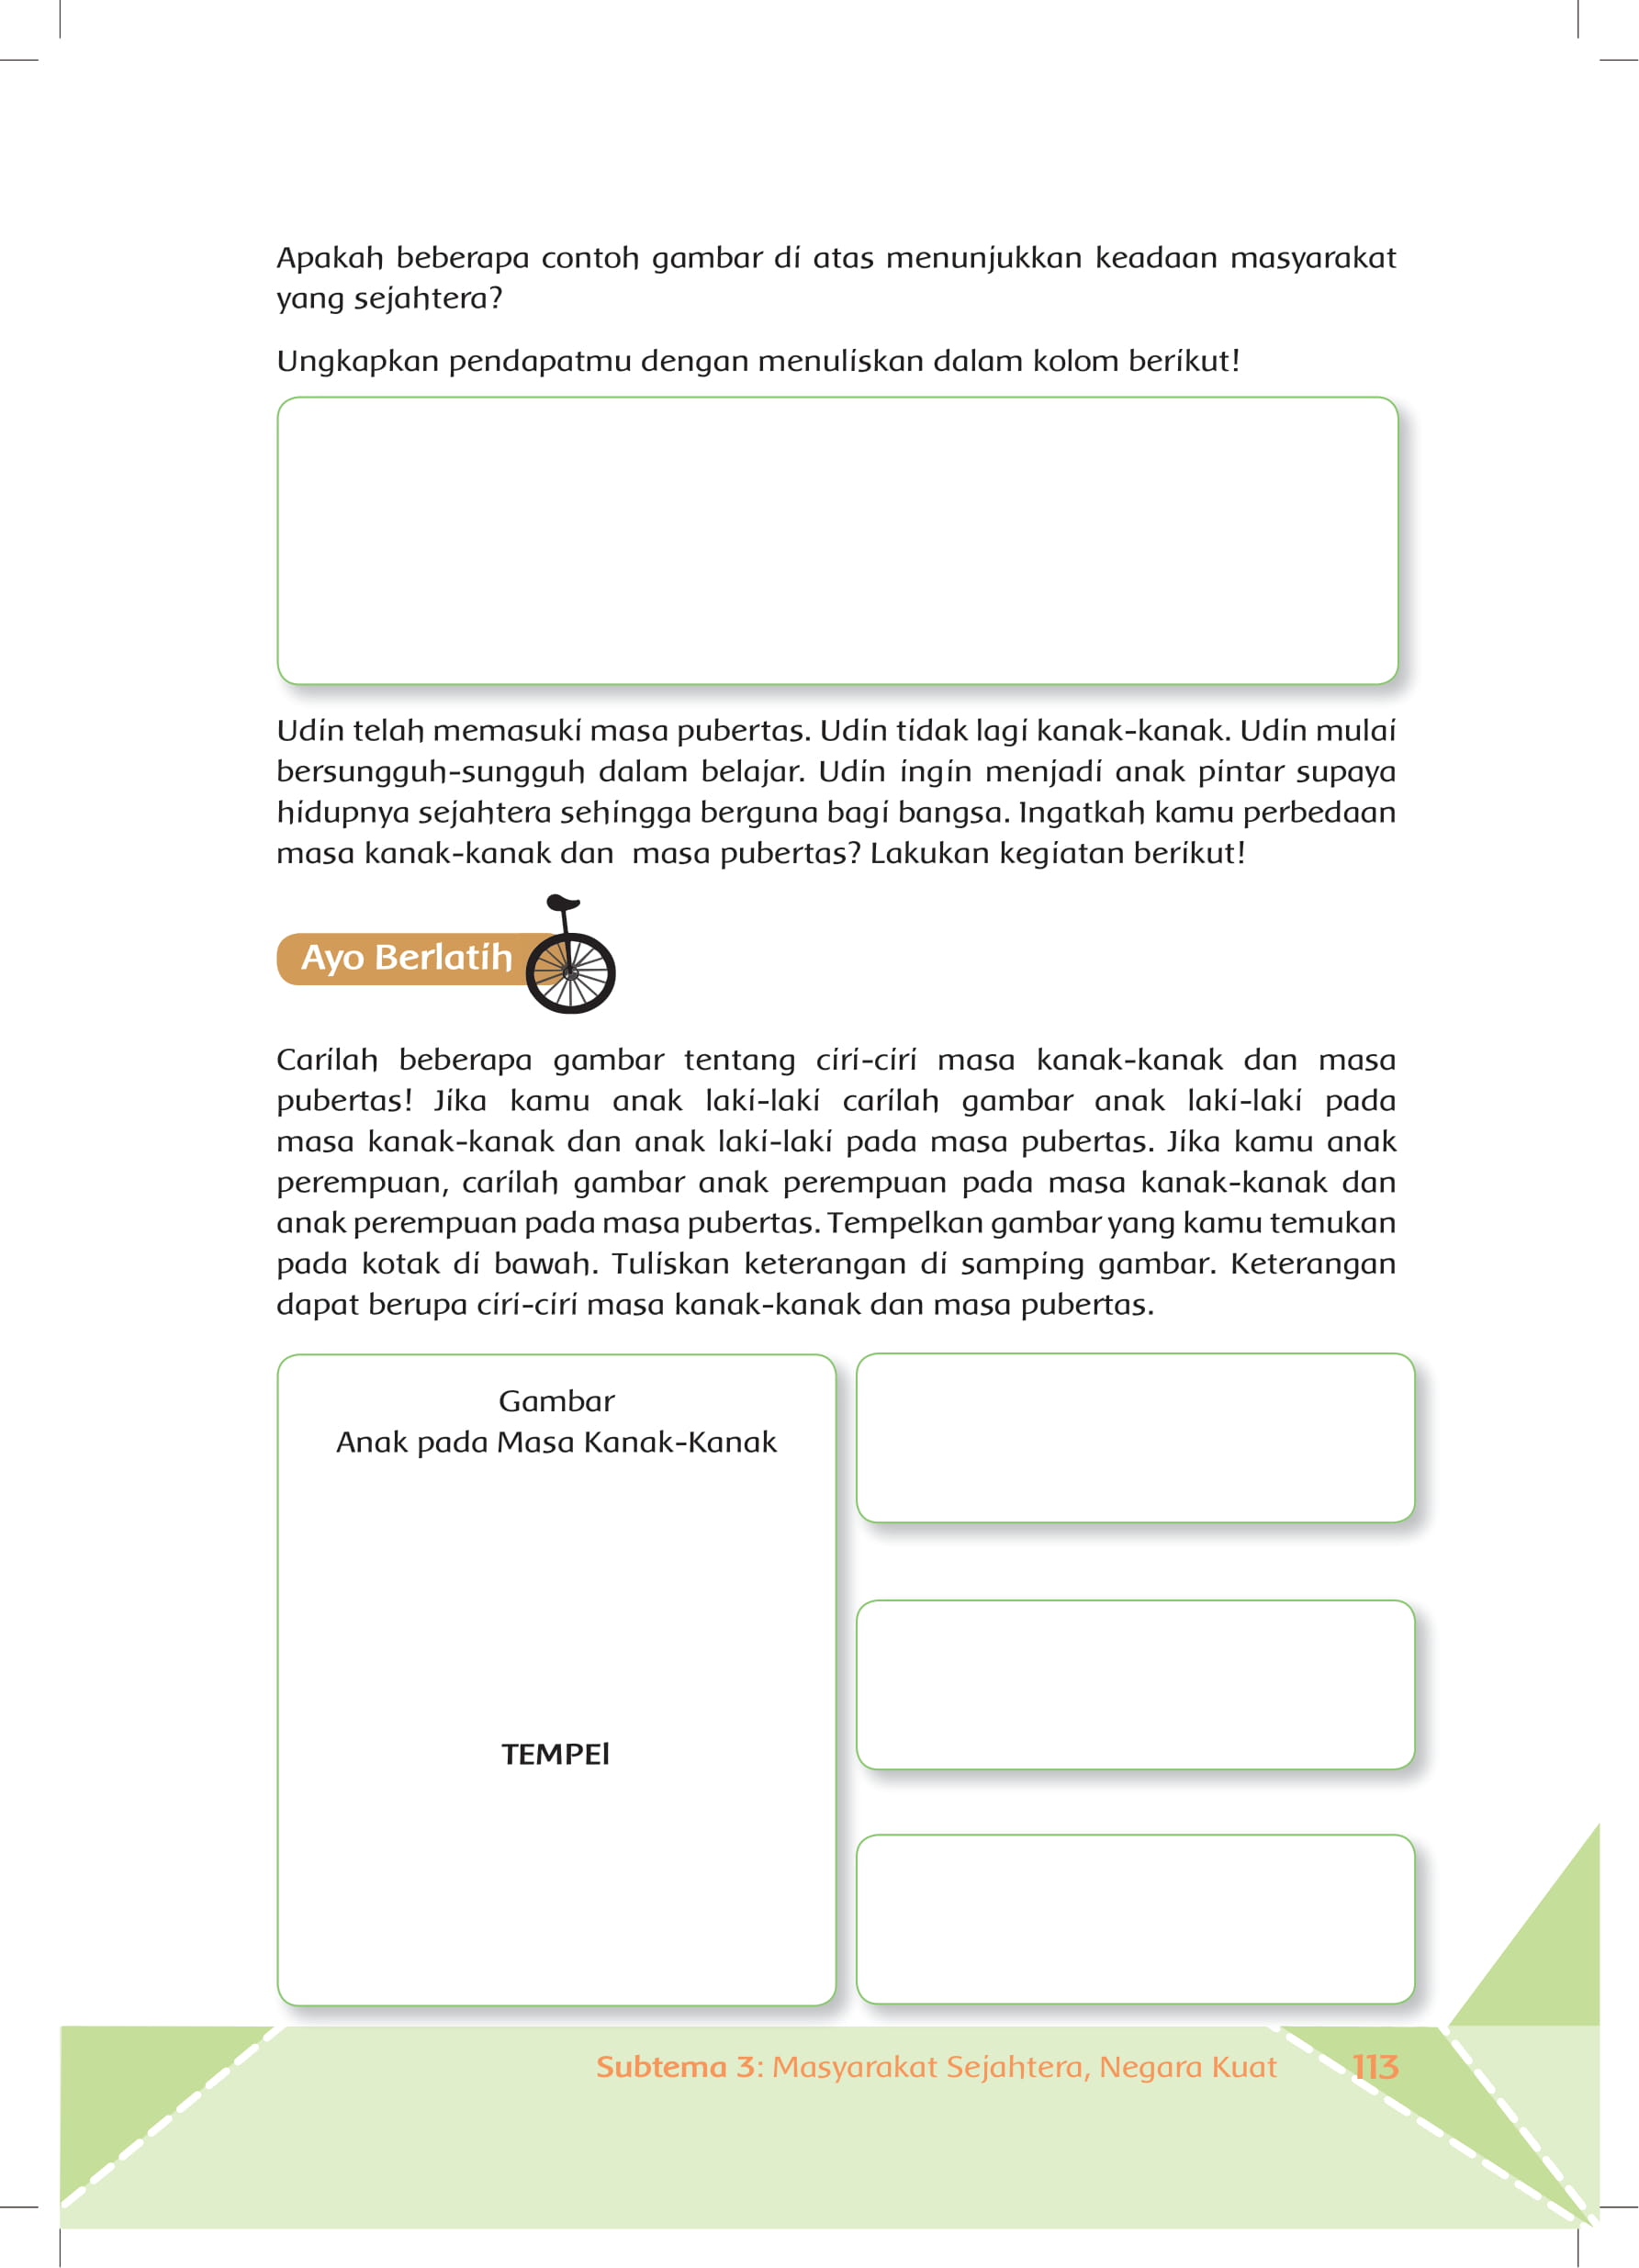 Apakah beberapa contoh gambar di atas menunjukkan keadaan masyarakat
yang sejahtera?
Ungkapkan pendapatmu dengan menuliskan dalam kolom berikut!
Udin telah memasuki masa pubertas. Udin tidak lagi kanak-kanak. Udin mulai
bersungguh-sungguh dalam belajar. Udin ingin menjadi anak pintar supaya
hidupnya sejahtera sehingga berguna bagi bangsa. Ingatkah kamu perbedaan
masa kanak-kanak dan masa pubertas? Lakukan kegiatan berikut!
Ayo Berlatih
Carilah beberapa gambar tentang ciri-ciri masa kanak-kanak dan masa
pubertas! Jika kamu anak laki-laki carilah gambar anak laki-laki pada
masa kanak-kanak dan anak laki-laki pada masa pubertas. Jika kamu anak
perempuan, carilah gambar anak perempuan pada masa kanak-kanak dan
anak perempuan pada masa pubertas. Tempelkan gambar yang kamu temukan
pada kotak di bawah. Tuliskan keterangan di samping gambar. Keterangan
dapat berupa ciri-ciri masa kanak-kanak dan masa pubertas.
Gambar
Anak pada Masa Kanak-Kanak
TEMPEl
Subtema 3: Masyarakat Sejahtera, Negara Kuat 113